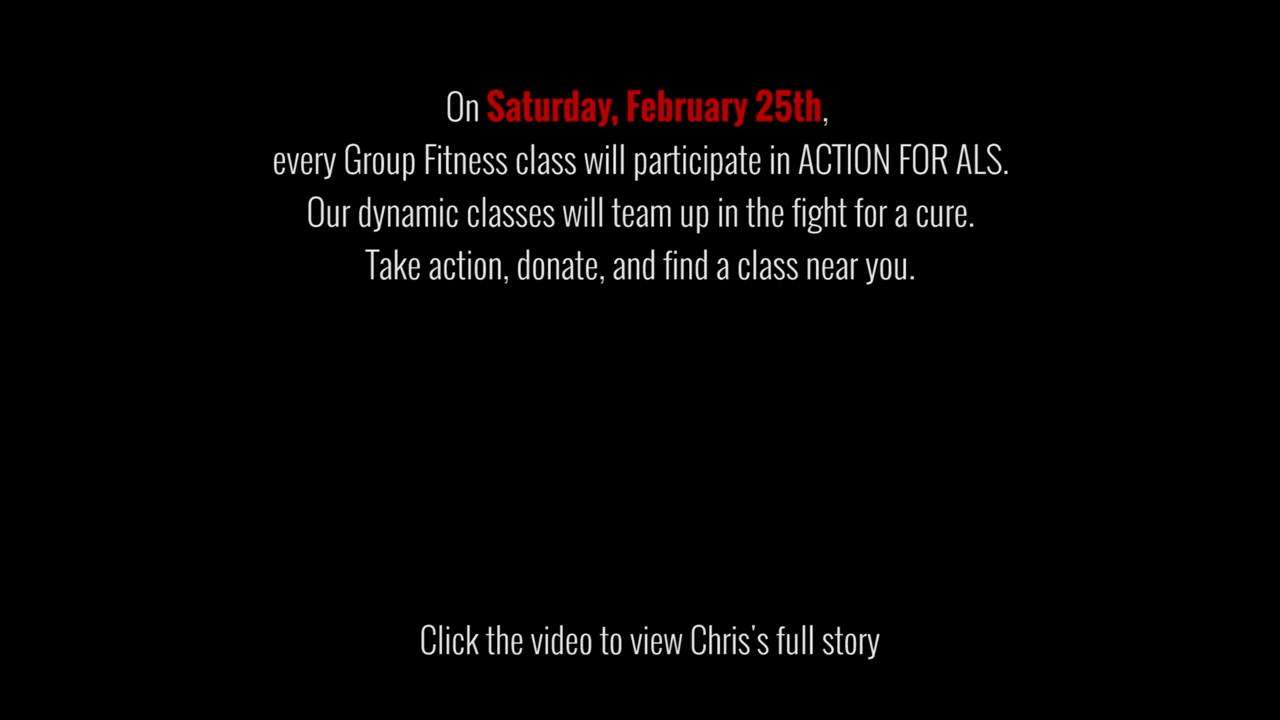 On Saturday, February 25th,
every Group Fitness class will participate in ACTION FOR ALS.
Our dynamic classes will team up in the fight for a cure.
Take action, donate, and find a class near you.
Click the video to view Chris's full story